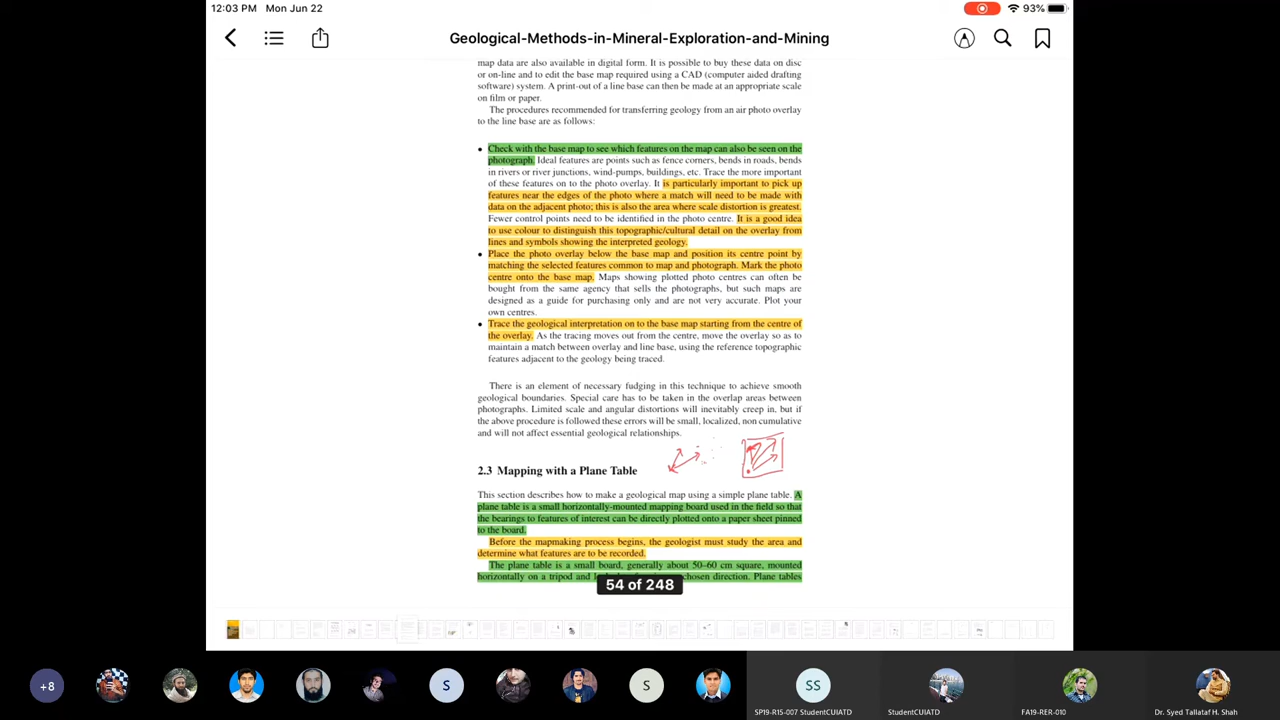 12:03 PM Mon Jun 22
93%
Geological-Methods-in-Mineral-Exploration-and-Mining
map data are also available in digital form. It is possible to buy these data on disc
or on-line and to edit the base map required using a CAD (computer aided drafting
software) system. A print-out of a line base can then be made at an appropriate scale
on film or paper.
The procedures recommended for transferring geology from an air photo overlay
to the line base are as follows:
• Check with the base map to see which features on the map can also be seen on the
photograph. Ideal features are points such as fence corners, bends in roads, bends
in rivers or river junctions, wind-pumps, buildings, etc. Trace the more important
of these features on to the photo overlay. It is particularly important to pick up
features near the edges of the photo where a match will need to be made with
data on the adjacent photo; this is also the area where scale distortion is greatest.
Fewer control points need to be identified in the photo centre. It is a good idea
to use colour to distinguish this topographic/cultural detail on the overlay from
lines and symbols showing the interpreted geology.
• Place the photo overlay below the base map and position its centre point by
matching the selected features common to map and photograph. Mark the photo
centre onto the base map. Maps showing plotted photo centres can often be
bought from the same agency that sells the photographs, but such maps are
designed as a guide for purchasing only and are not very accurate. Plot your
own centres.
• Trace the geological interpretation on to the base map starting from the centre of
the overlay. As the tracing moves out from the centre, move the overlay so as to
maintain a match between overlay and line base, using the reference topographic
features adjacent to the geology being traced.
There is an element of necessary fudging in this technique to achieve smooth
geological boundaries. Special care has to be taken in the overlap areas between
photographs. Limited scale and angular distortions will inevitably creep in, but if
the above procedure is followed these errors will be small, localized, non cumulative
and will not affect essential geological relationships.
2.3 Mapping with a Plane Table
This section describes how to make a geological map using a simple plane table. A
plane table is a small horizontally-mounted mapping board used in the field so that
the bearings to features of interest can be directly plotted onto a paper sheet pinned
to the board.
Before the mapmaking process begins, the geologist must study the area and
determine what features are to be recorded.
The plane table is a small board, generally about 50–60 cm square, mounted
horizontally on a tripod and chosen direction. Plane tables
54 of 248
+8
S
S
SS
SP19-R1S-007 StudentCUIATD
StudentCUIATD
FA19-RER-010
Dr. Syed Tallataf H. Shah